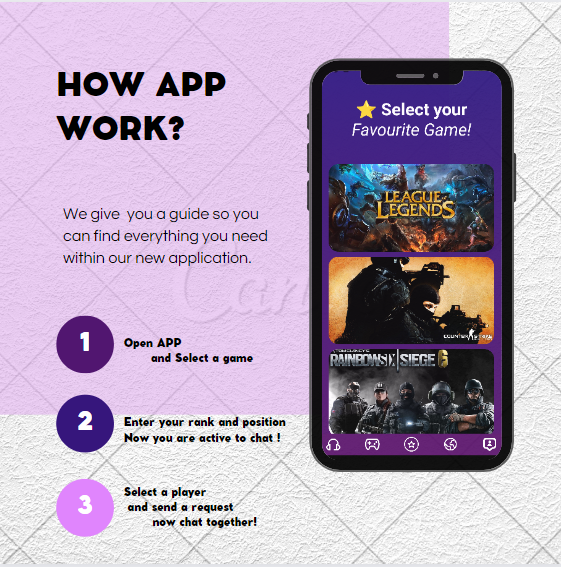 HOW APP
WORK?
We give you a guide so you
can find everything you need
within our new application.
1
Open APP
and Select a game
2
Enter your rank and position
Now you are active to chat !
3
Select a player
and send a request
now chat together!
⭐ Select your
Favourite Game!
LEAGUE
OF
LEGENDS
COUNTER STRIKE
TOM CLANCY'S
RAINBOW SIX | SIEGE